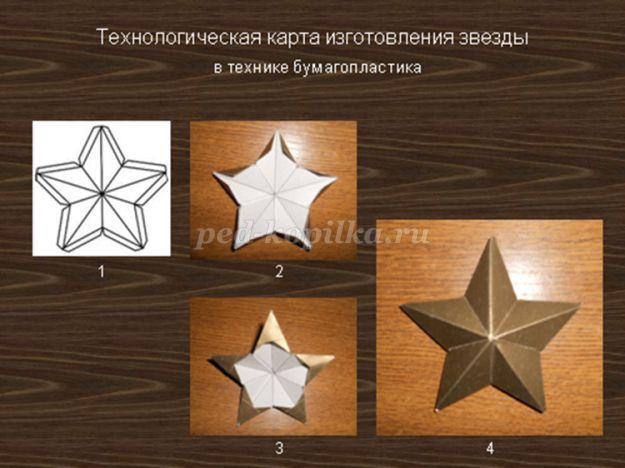 Технологическая карта изготовления звезды
в технике бумагопластика
ped-kopilka.ru
1
2
3
4